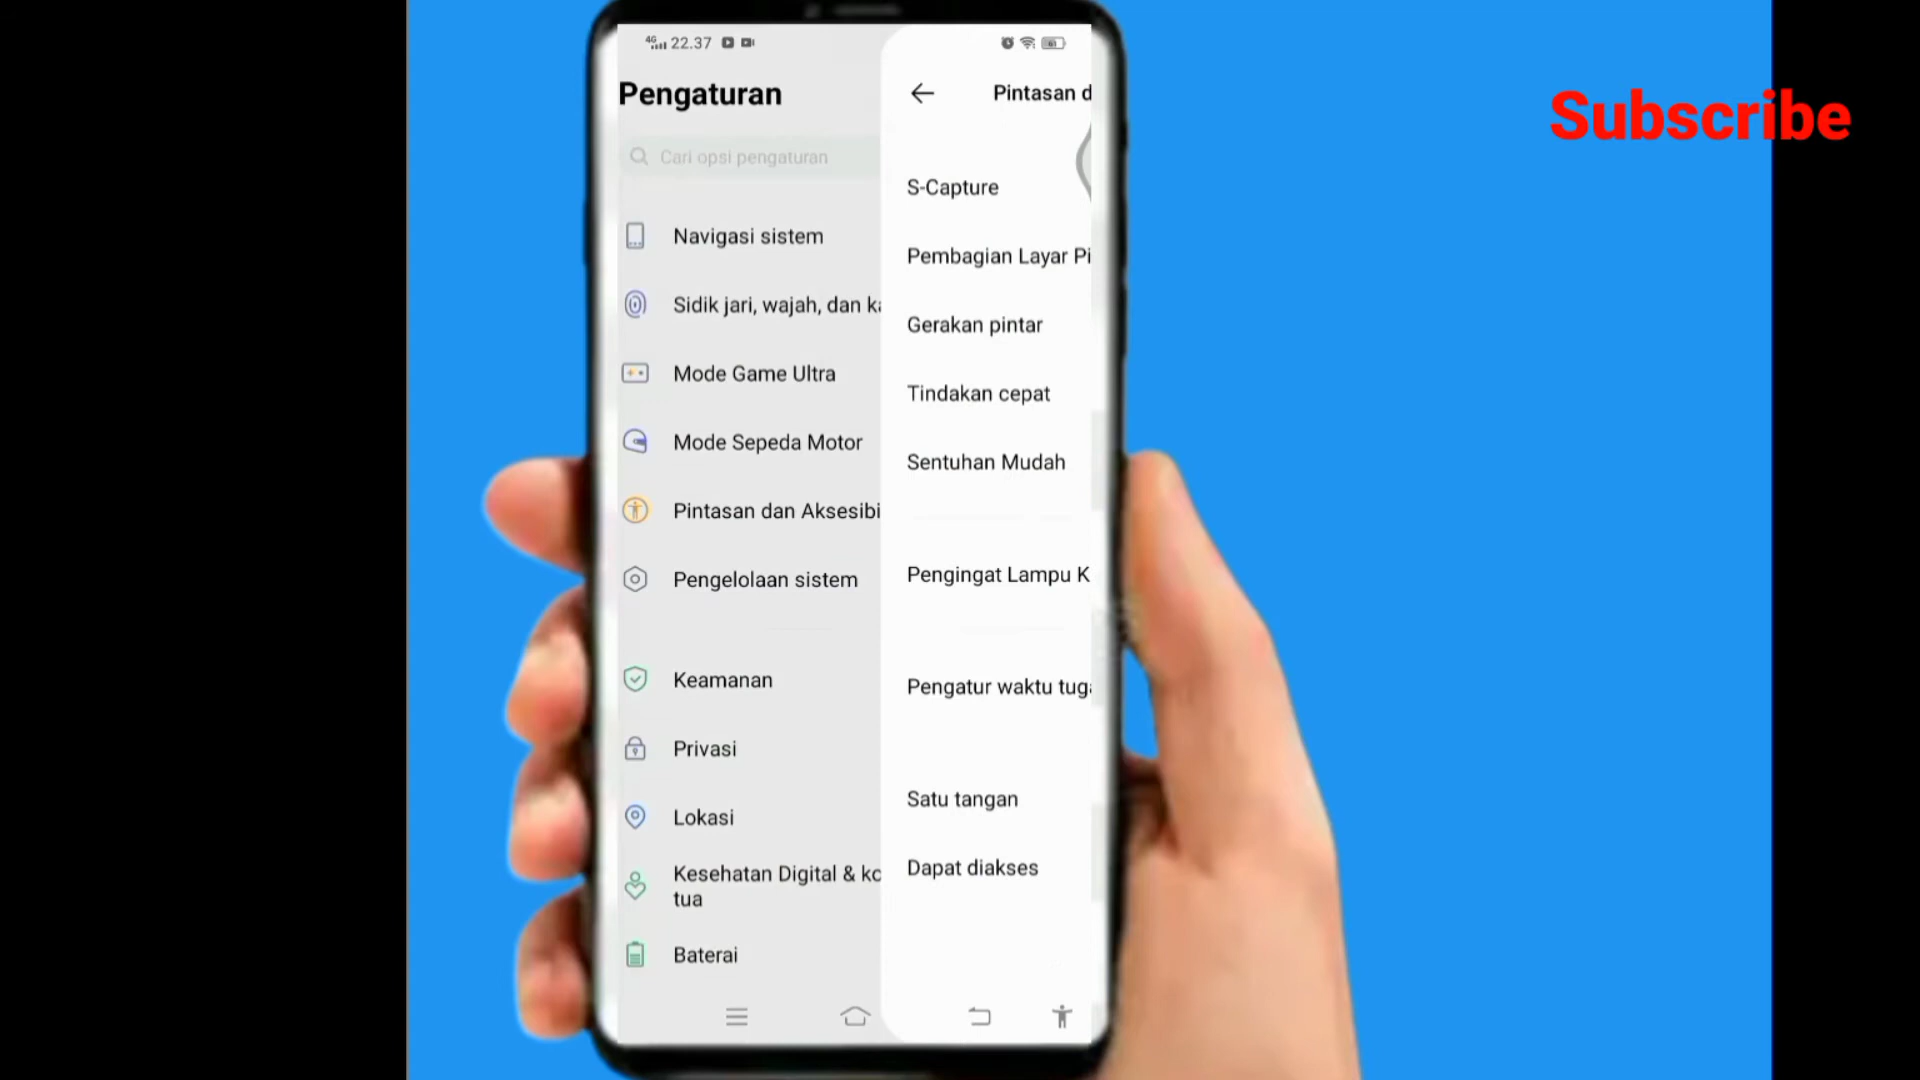 4G 22.37
61
Pengaturan
Cari opsi pengaturan
Navigasi sistem
Sidik jari, wajah, dan ka
Mode Game Ultra
Mode Sepeda Motor
Pintasan dan Aksesibi
Pengelolaan sistem
Keamanan
Privasi
Lokasi
Kesehatan Digital & ko
tua
Baterai
Pintasan d
S-Capture
Pembagian Layar Pi
Gerakan pintar
Tindakan cepat
Sentuhan Mudah
Pengingat Lampu K
Pengatur waktu tuga
Satu tangan
Dapat diakses
Subscribe